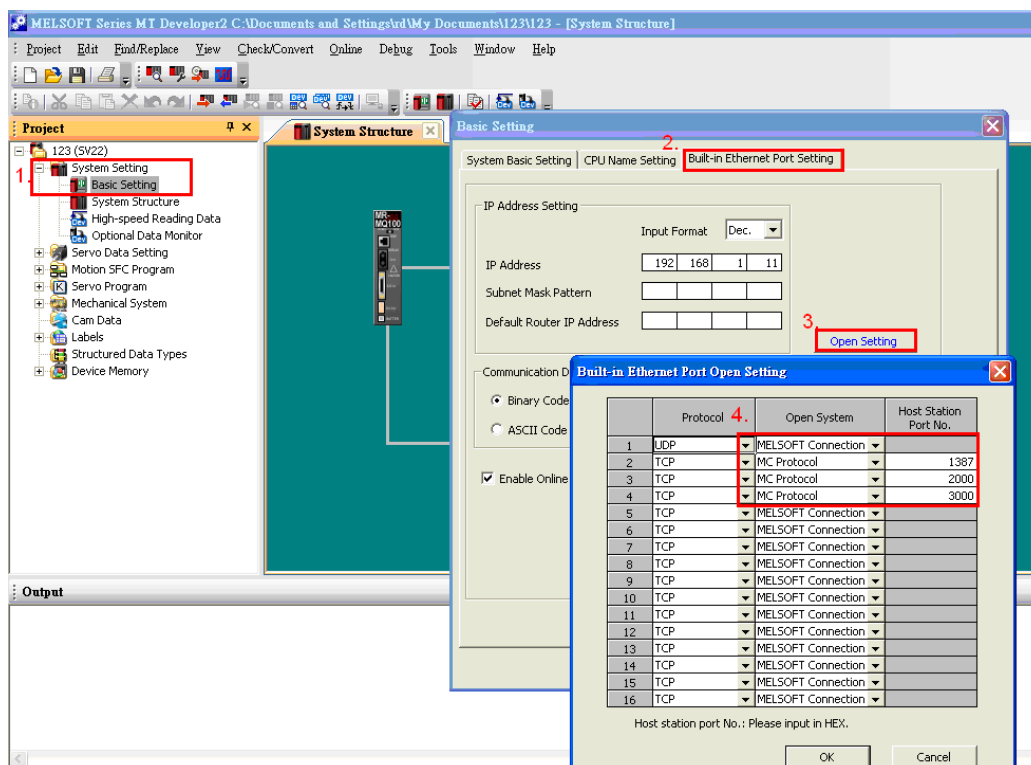 MELSOFT Series MT Developer2 C:\Documents and Settings\rd\My Documents\123\123 - [System Structure]
Project Edit Find/Replace View Check/Convert Online Debug Tools Window Help
Project
System Structure
1.
123 (SV22)
System Setting
Basic Setting
System Structure
High-speed Reading Data
Optional Data Monitor
Servo Data Setting
Motion SFC Program
Servo Program
Mechanical System
Cam Data
Labels
Structured Data Types
Device Memory
MR-
MQ100
Basic Setting
2.
System Basic Setting CPU Name Setting Built-in Ethernet Port Setting
IP Address Setting
Input Format Dec.
IP Address 192 168 1 11
Subnet Mask Pattern
Default Router IP Address
3.
Open Setting
Communication D
Binary Code
ASCII Code
Enable Online
Built-in Ethernet Port Open Setting
4.
Protocol Open System Host Station Port No.
1 UDP MELSOFT Connection
2 TCP MC Protocol 1387
3 TCP MC Protocol 2000
4 TCP MC Protocol 3000
5 TCP MELSOFT Connection
6 TCP MELSOFT Connection
7 TCP MELSOFT Connection
8 TCP MELSOFT Connection
9 TCP MELSOFT Connection
10 TCP MELSOFT Connection
11 TCP MELSOFT Connection
12 TCP MELSOFT Connection
13 TCP MELSOFT Connection
14 TCP MELSOFT Connection
15 TCP MELSOFT Connection
16 TCP MELSOFT Connection
Host station port No.: Please input in HEX.
OK Cancel
Output